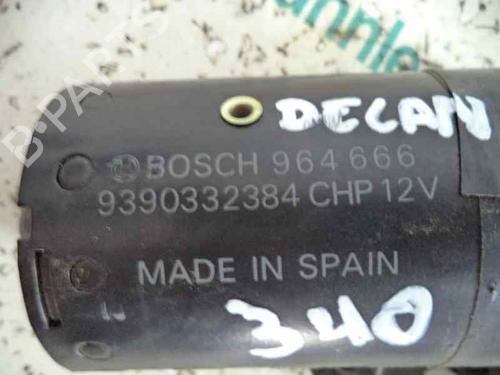 B-PARTS
DELAN
BOSCH 964 666
9390332384 CHP 12V
MADE IN SPAIN
340